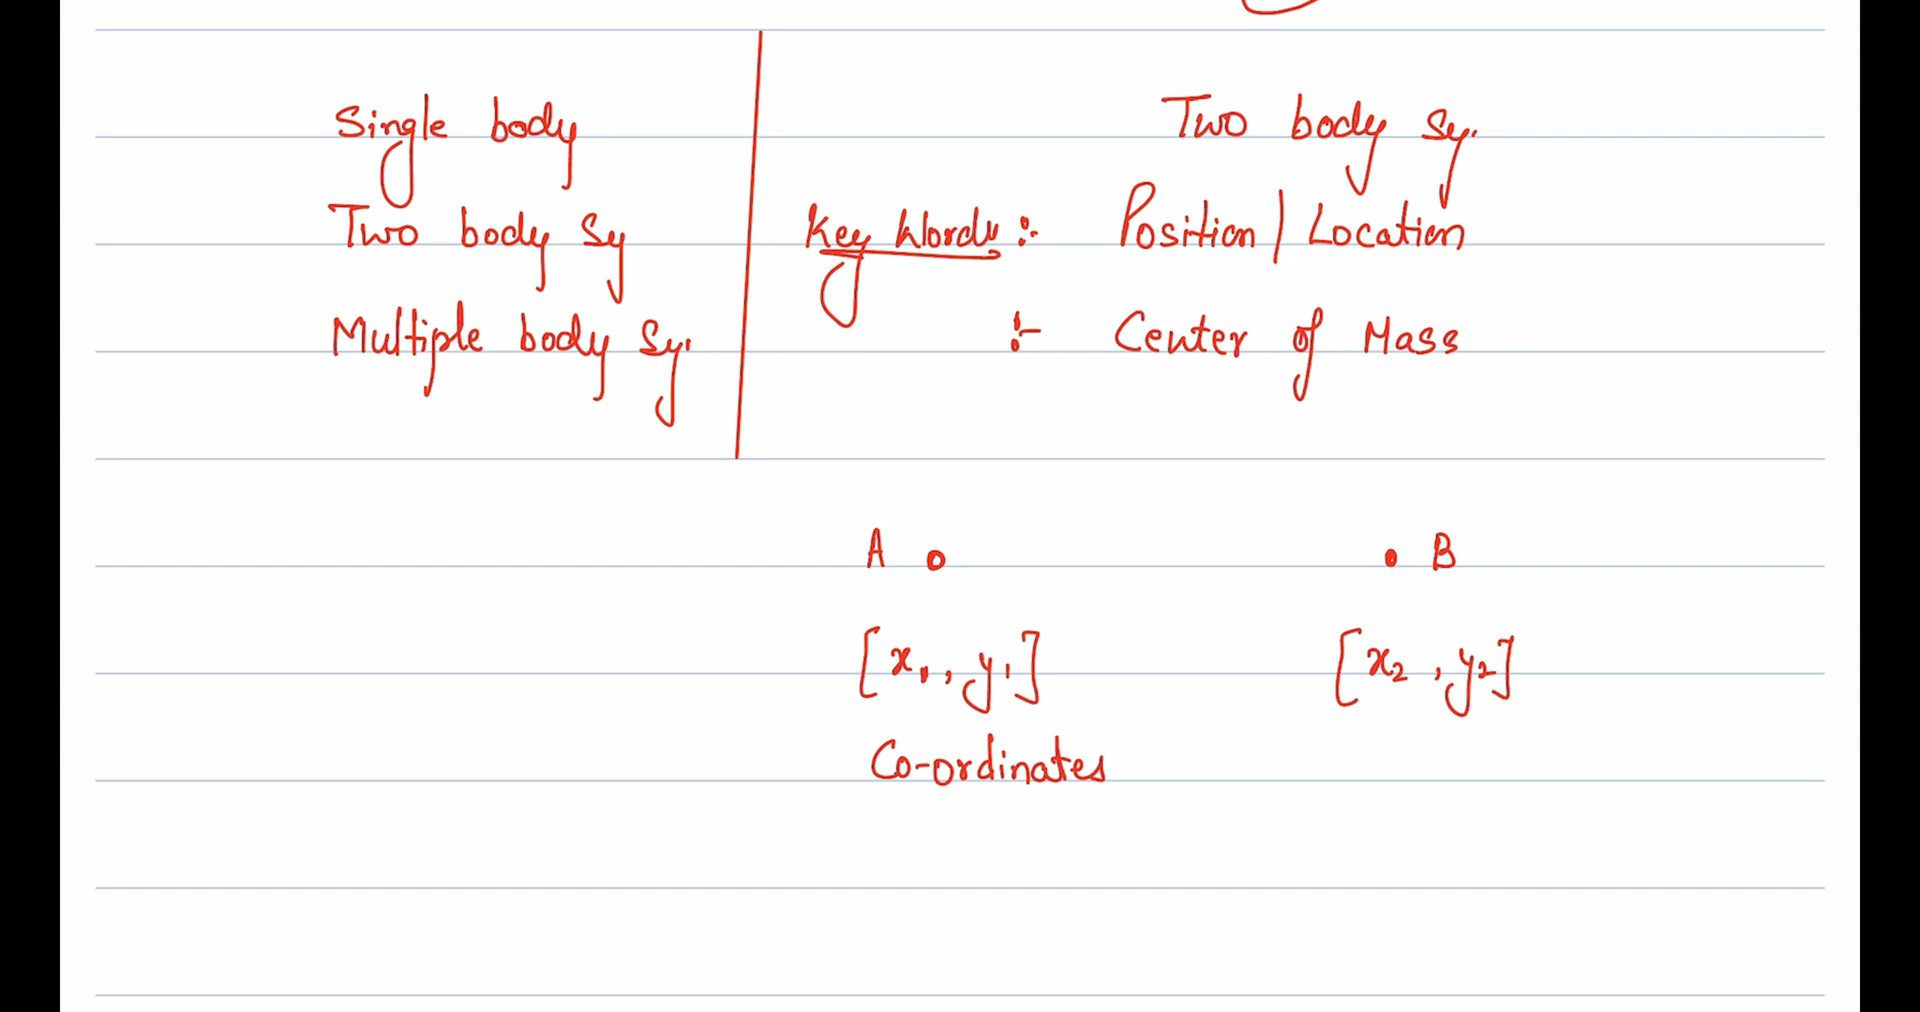 Single body
Two body Sy
Multiple body Sy.
Two body Sy.
Key Words :- Position / Location
:- Center of Mass
A B
[x₁, y₁] [x₂, y₂]
Co-ordinates